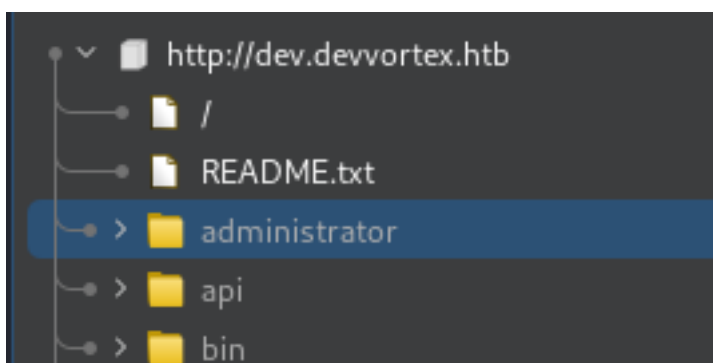 http://dev.devvortex.htb
/
README.txt
administrator
api
bin